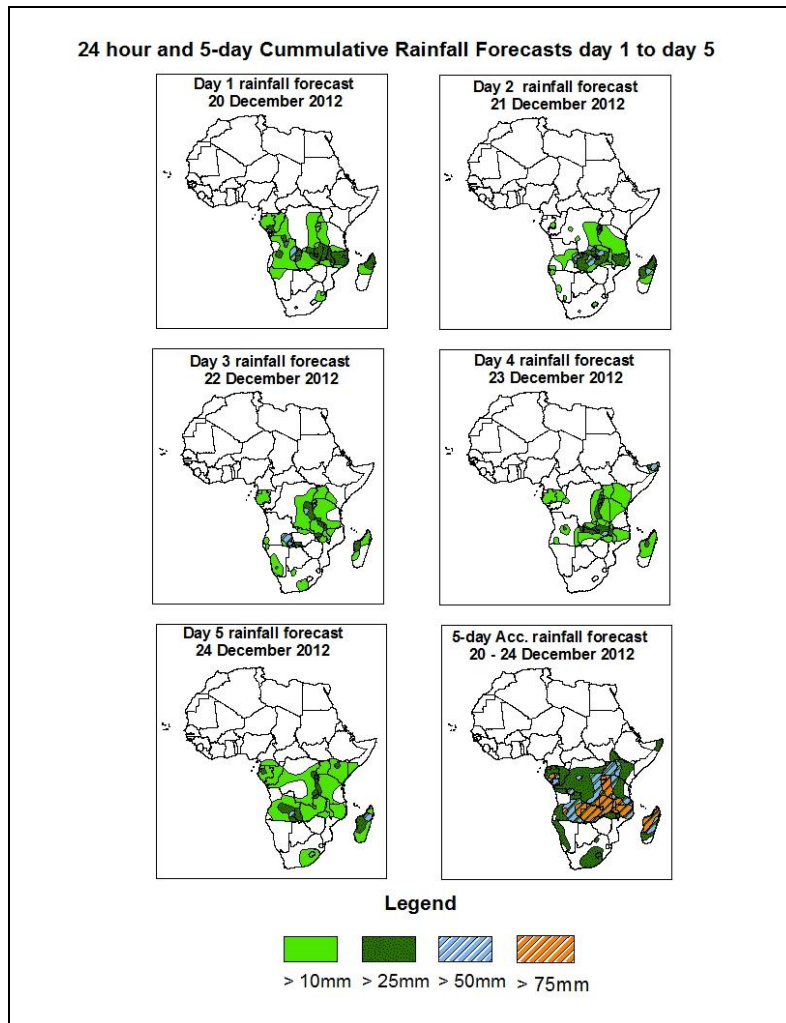 24 hour and 5-day Cummulative Rainfall Forecasts day 1 to day 5
Day 1 rainfall forecast
20 December 2012
Day 2 rainfall forecast
21 December 2012
Day 3 rainfall forecast
22 December 2012
Day 4 rainfall forecast
23 December 2012
Day 5 rainfall forecast
24 December 2012
5-day Acc. rainfall forecast
20 - 24 December 2012
Legend
> 10mm > 25mm > 50mm > 75mm